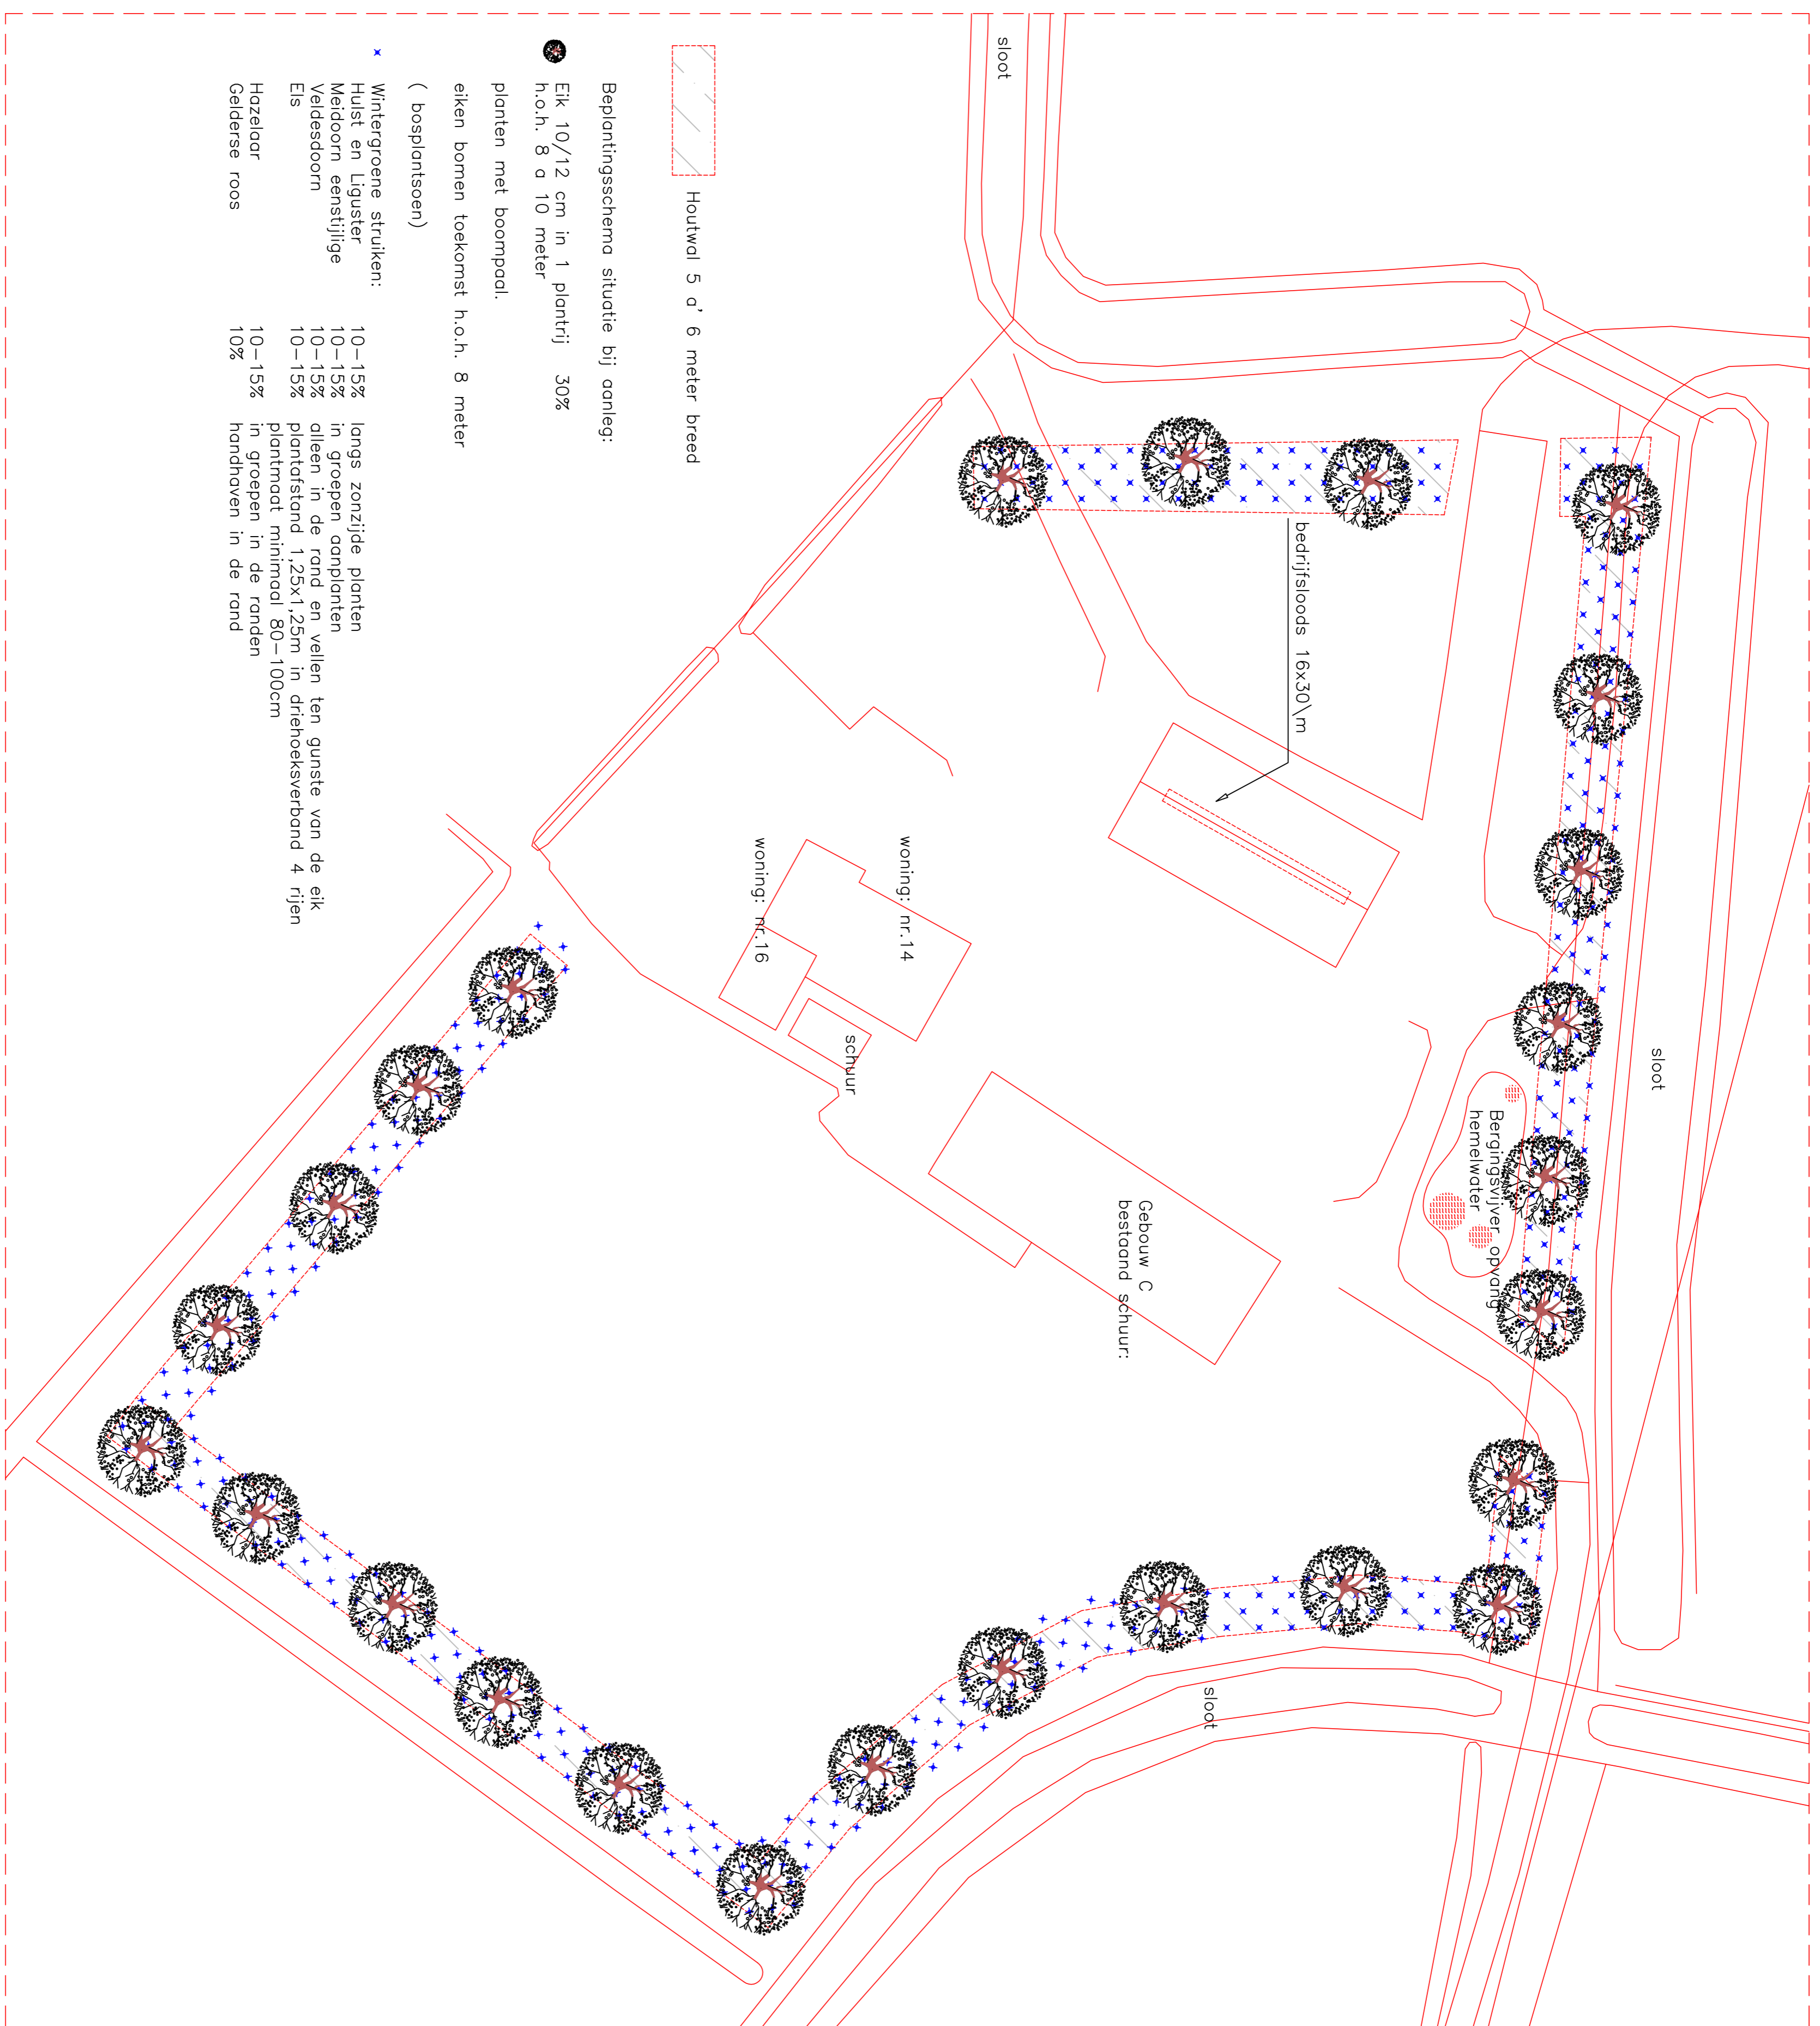 sloot
Houtwal 5 a' 6 meter breed
Beplantingsschema situatie bij aanleg:
Eik 10/12 cm in 1 plantrij 30%
h.o.h. 8 a 10 meter
planten met boompaal.
eiken bomen toekomst h.o.h. 8 meter
( bosplantsoen)
Wintergroene struiken:
Hulst en Liguster 10-15% langs zonzijde planten
Meidoorn eenstijlige 10-15% in groepen aanplanten
Veldesdoorn 10-15% alleen in de rand en vellen ten gunste van de eik
Els 10-15% plantafstand 1,25x1,25m in driehoeksverband 4 rijen
plantmaat minimaal 80-100cm
Hazelaar 10-15% in groepen in de randen
Gelderse roos 10% handhaven in de rand
bedrijfsloods 16x30\m
woning: nr.14
woning: nr.16
schuur
sloot
Bergingsvijver opvang
hemelwater
Gebouw C
bestaand schuur:
sloot